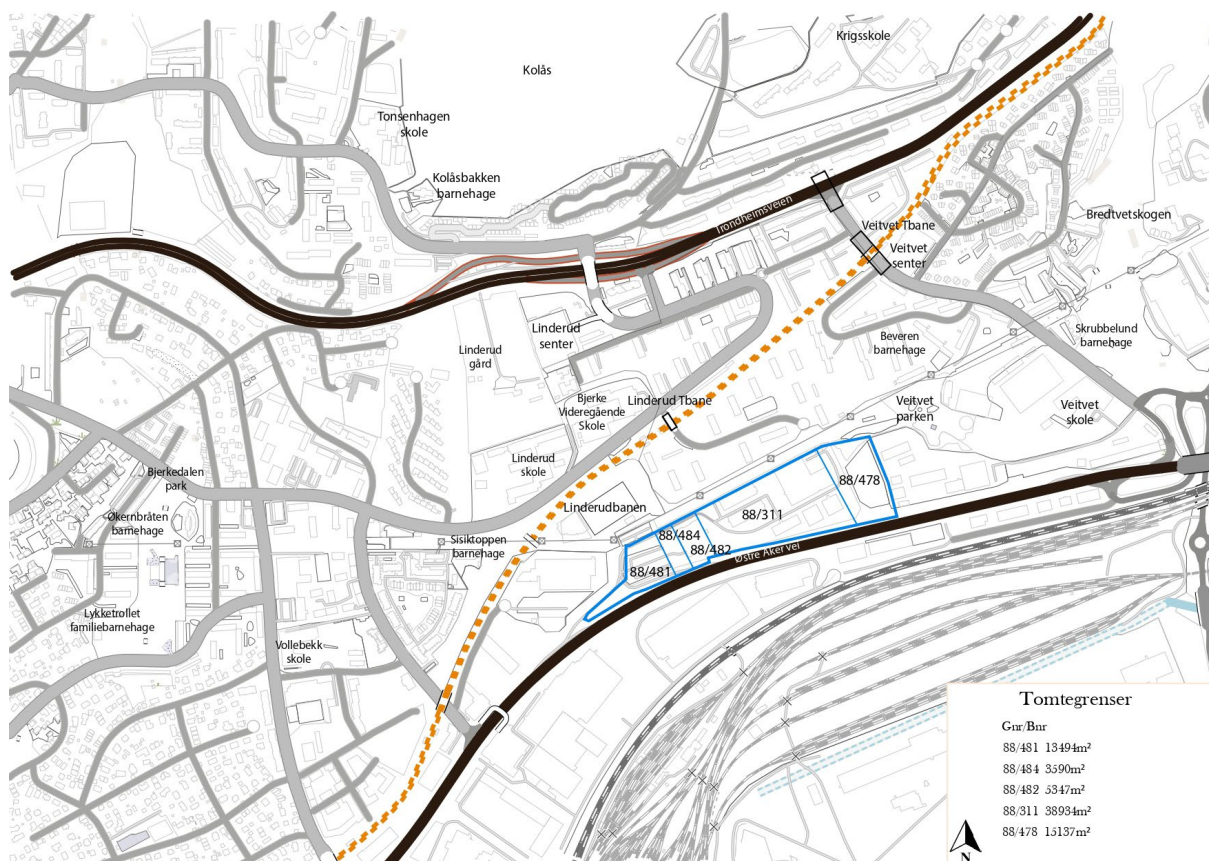 Krigsskole
Kolås
Tonsenhagen
skole
Kolåsbakken
barnehage
Bredtvetskogen
Trondheimsveien
Veitvet Tbane
Veitvet
senter
Linderud
senter
Linderud
gård
Beveren
barnehage
Skrubbelund
barnehage
Bjerke
Videregående
Skole
Linderud Tbane
Veitvet
parken
Veitvet
skole
Linderud
skole
Bjerkedalen
park
88/478
Linderudbanen
88/311
Økernbråten
barnehage
Sisiktoppen
barnehage
88/484
88/482
Østre Aker vei
88/481
Lykketrollet
familiebarnehage
Vollebekk
skole
Tomtegrenser
Gnr/Bnr
88/481 13494m²
88/484 3590m²
88/482 5347m²
88/311 38934m²
88/478 15137m²
N